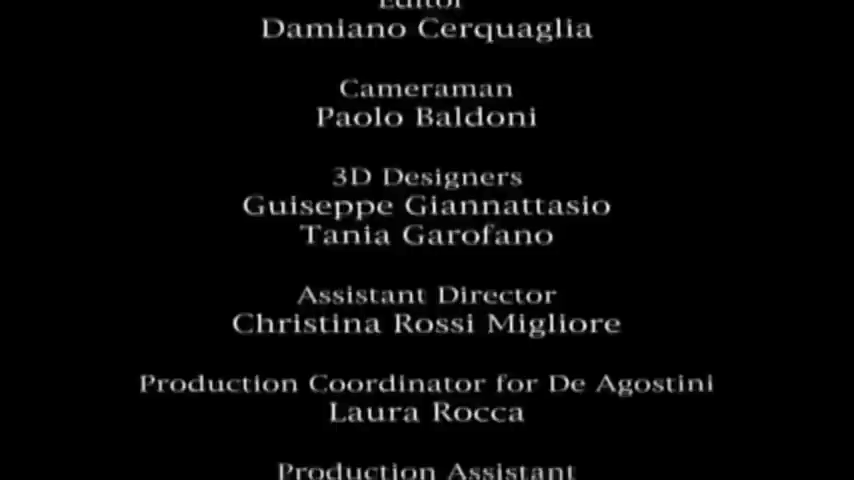 Editor
Damiano Cerquaglia
Cameraman
Paolo Baldoni
3D Designers
Guiseppe Giannattasio
Tania Garofano
Assistant Director
Christina Rossi Migliore
Production Coordinator for De Agostini
Laura Rocca
Production Assistant